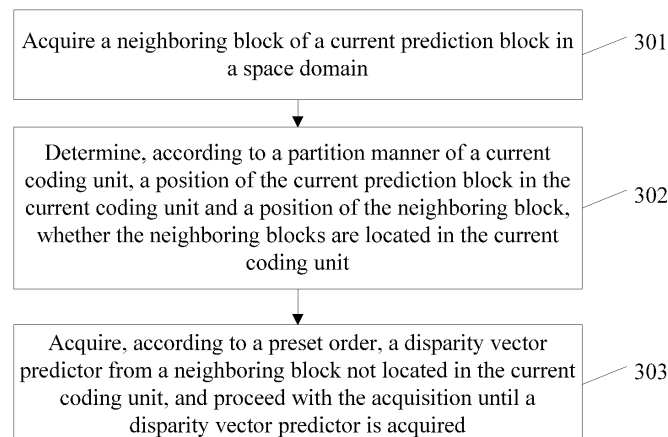 Acquire a neighboring block of a current prediction block in
a space domain
301
Determine, according to a partition manner of a current
coding unit, a position of the current prediction block in the
current coding unit and a position of the neighboring block,
whether the neighboring blocks are located in the current
coding unit
302
Acquire, according to a preset order, a disparity vector
predictor from a neighboring block not located in the current
coding unit, and proceed with the acquisition until a
disparity vector predictor is acquired
303